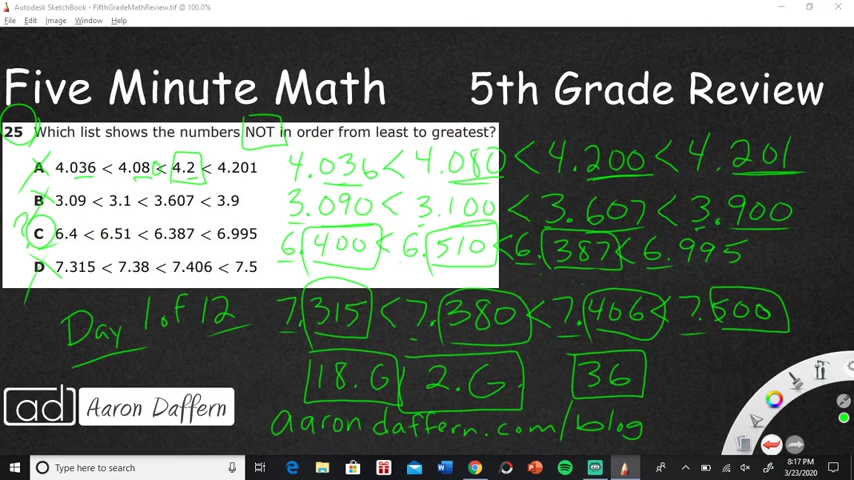 Autodesk SketchBook - FifthGradeMathReview.tif @ 100.0%
File Edit Image Window Help
Five Minute Math 5th Grade Review
25 Which list shows the numbers NOT in order from least to greatest?
A 4.036 < 4.080 < 4.2 < 4.201
4.036 < 4.080 < 4.200 < 4.201
B 3.09 < 3.1 < 3.607 < 3.9
3.090 < 3.100 < 3.607 < 3.900
C 6.4 < 6.51 < 6.387 < 6.995
6.400 < 6.510 < 6.387 < 6.995
D 7.315 < 7.38 < 7.406 < 7.5
7.315 < 7.380 < 7.406 < 7.500
Day 1 of 12
18.G 2.G. 36
ad Aaron Daffern
aarondaffern.com/blog
Type here to search
8:17 PM
3/23/2020